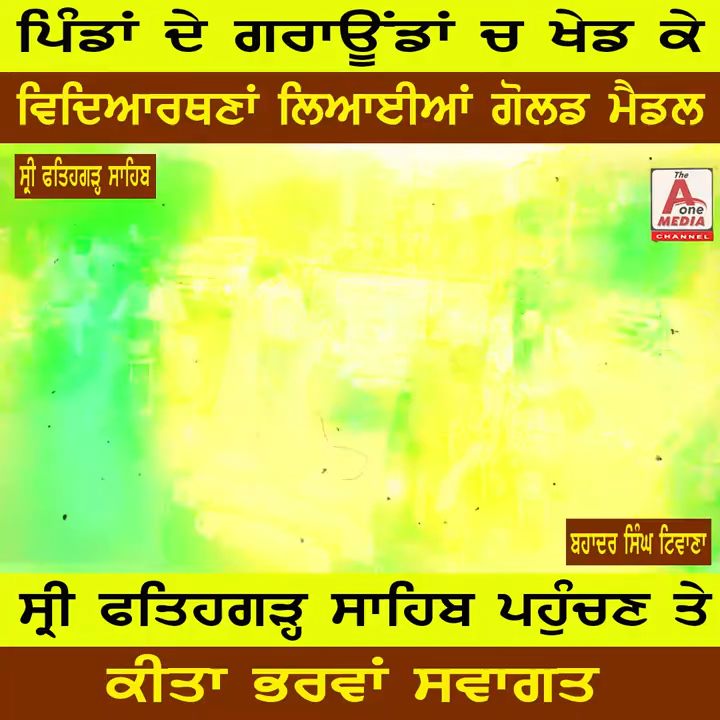 ਪਿੰਡਾਂ ਦੇ ਗਰਾਊਂਡਾਂ ਚ ਖੇਡ ਕੇ
ਵਿਦਿਆਰਥਣਾਂ ਲਿਆਈਆਂ ਗੋਲਡ ਮੈਡਲ
ਸ੍ਰੀ ਫਤਿਹਗੜ੍ਹ ਸਾਹਿਬ
The
A one
MEDIA
CHANNEL
ਬਹਾਦਰ ਸਿੰਘ ਟਿਵਾਣਾ
ਸ੍ਰੀ ਫਤਿਹਗੜ੍ਹ ਸਾਹਿਬ ਪਹੁੰਚਣ ਤੇ
ਕੀਤਾ ਭਰਵਾਂ ਸਵਾਗਤ